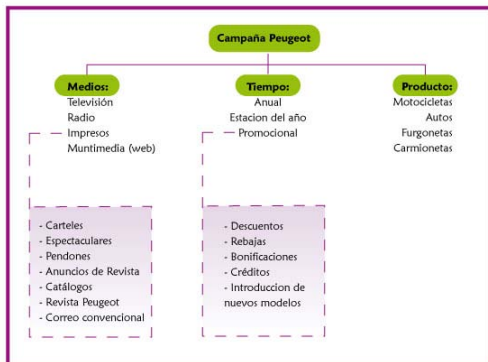 Campaña Peugeot
Medios:
Televisión
Radio
Impresos
Muntimedia (web)
- Carteles
- Espectaculares
- Pendones
- Anuncios de Revista
- Catálogos
- Revista Peugeot
- Correo convencional
Tiempo:
Anual
Estacion del año
Promocional
- Descuentos
- Rebajas
- Bonificaciones
- Créditos
- Introduccion de
nuevos modelos
Producto:
Motocicletas
Autos
Furgonetas
Carmionetas